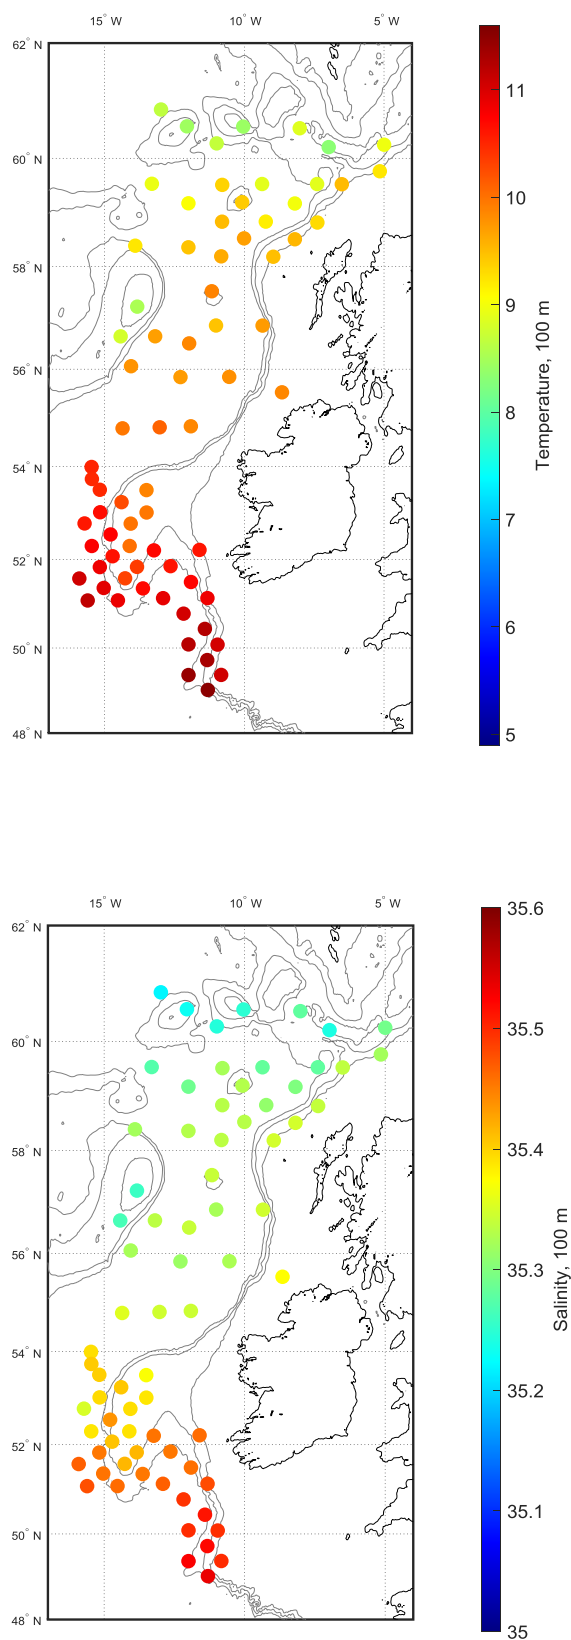 15° W 10° W 5° W
62° N
60° N
58° N
56° N
54° N
52° N
50° N
48° N
11
10
9
8
7
6
5
Temperature, 100 m
15° W 10° W 5° W
62° N
60° N
58° N
56° N
54° N
52° N
50° N
48° N
35.6
35.5
35.4
35.3
35.2
35.1
35
Salinity, 100 m